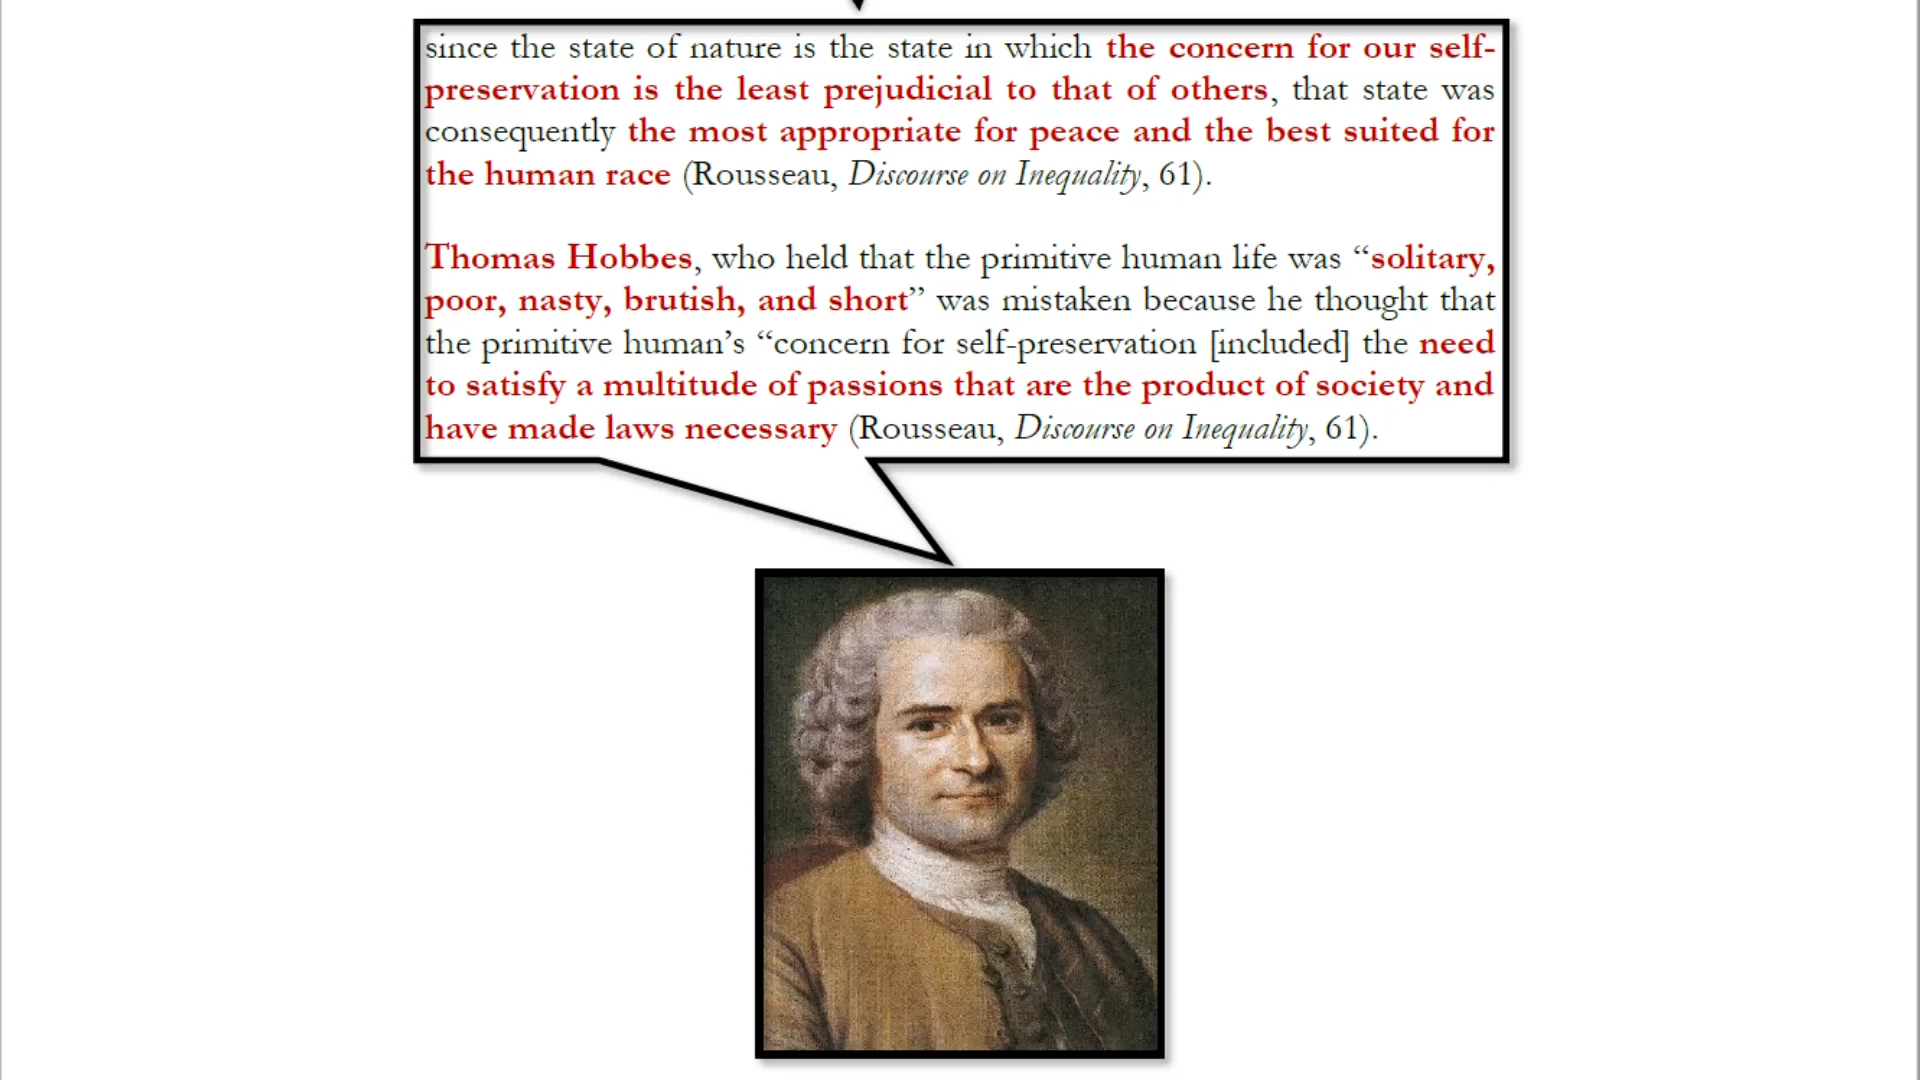 since the state of nature is the state in which the concern for our self-
preservation is the least prejudicial to that of others, that state was
consequently the most appropriate for peace and the best suited for
the human race (Rousseau, Discourse on Inequality, 61).
Thomas Hobbes, who held that the primitive human life was “solitary,
poor, nasty, brutish, and short” was mistaken because he thought that
the primitive human’s “concern for self-preservation [included] the need
to satisfy a multitude of passions that are the product of society and
have made laws necessary (Rousseau, Discourse on Inequality, 61).